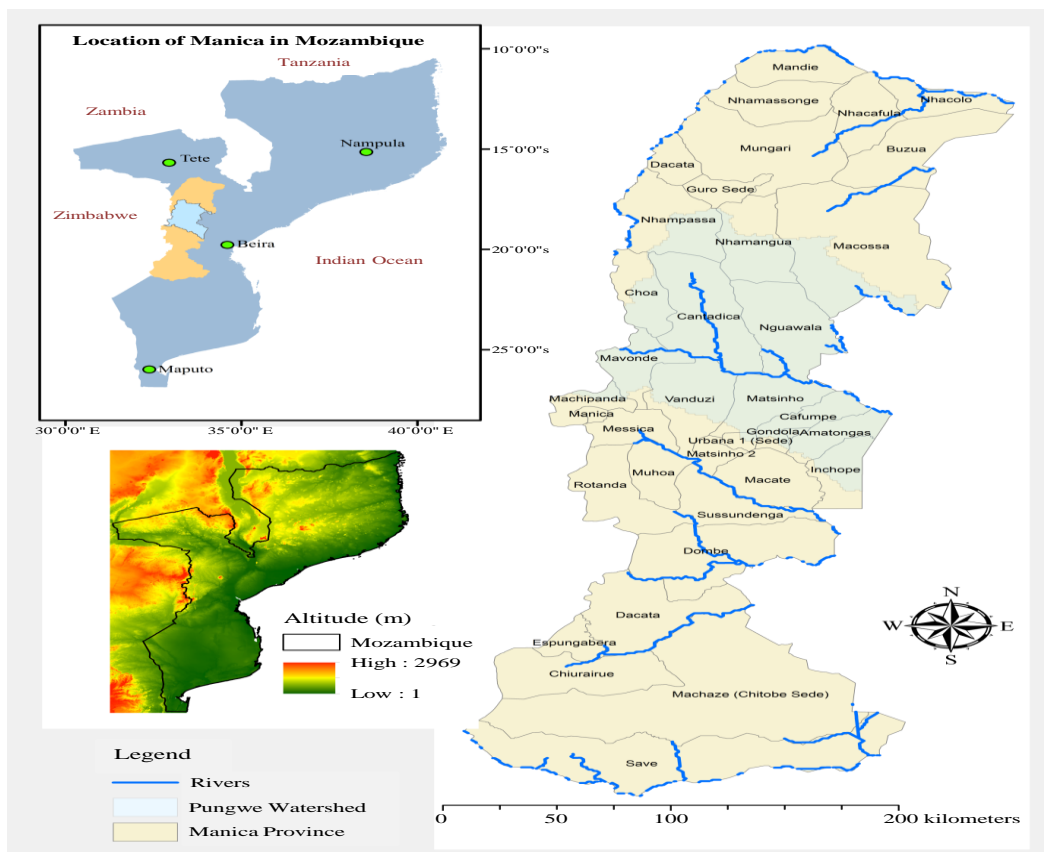 Location of Manica in Mozambique
Tanzania
Zambia
Nampula
Tete
Zimbabwe
Beira
Indian Ocean
Maputo
10°0'0"s
15°0'0"s
20°0'0"s
25°0'0"s
30°0'0" E
35°0'0 E
40°0'0" E
Mandie
Nhamassonge
Nhacolo
Nhacafula
Mungari
Buzua
Dacata
Guro Sede
Nhampassa
Nhamangua
Macossa
Choa
Cantadica
Nguawala
Mavonde
Machipanda
Vanduzi
Matsinho
Manica
Cafumpe
Messica
Gondola
Amatongas
Urbana 1 (Sede)
Matsinho 2
Muhoa
Inchope
Rotanda
Macate
Sussundenga
Dombe
Dacata
Espungabera
Chiurairue
Machaze (Chitobe Sede)
Save
N
W
E
S
Altitude (m)
Mozambique
High : 2969
Low : 1
Legend
Rivers
Pungwe Watershed
Manica Province
0 50 100 200 kilometers